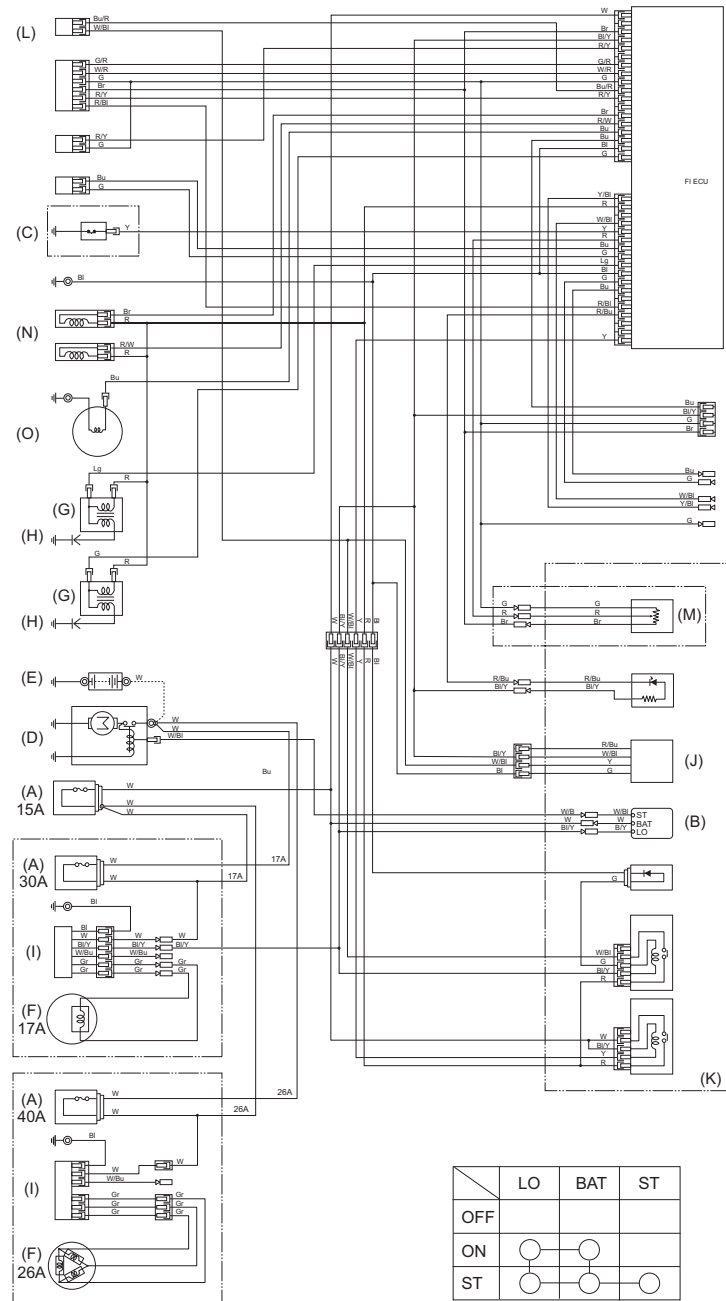 (L)
Bu/R
W/Bl
G/R
W/R
G
Br
R/Y
R/Bl
R/Y
G
Bu
G
(C)
Y
Bl
(N)
Br
R
R/W
R
Bu
(O)
Lg
R
(G)
(H)
G
R
(G)
(H)
W
Br
Bl/Y
R/Y
G/R
W/R
G
Bu/R
R/Y
Br
R/W
Bu
Bu
Bl
G
FI ECU
Y/Bl
R
W/Bl
Y
R
Bu
G
Lg
Bl
G
Bu
R/Bl
R/Bu
Y
Bu
Bl/Y
G
Br
Bu
G
W/Bl
Y/Bl
G
W
Bl/Y
W/Bl
Y
R
Bl
W
Bl/Y
W/Bl
Y
R
Bl
G
R
Br
G
R
Br
(M)
R/Bu
Bl/Y
R/Bu
Bl/Y
Bl/Y
W/Bl
Bl
R/Bu
W/Bl
Y
G
(J)
W/B
W
Bl/Y
W/Bl
W
B/Y
ST
BAT
LO
(B)
G
W/Bl
G
Bl/Y
R
W
Bl/Y
Y
R
(K)
(E)
W
(D)
W
W
W/Bl
Bu
(A)
15A
W
W
W
(A)
30A
W
W
17A
17A
Bl
(I)
Bl
W
Bl/Y
W/Bu
Gr
Gr
W
Bl/Y
W/Bu
Gr
Gr
W
Bl/Y
Gr
Gr
(F)
17A
(A)
40A
W
W
26A
26A
Bl
(I)
W
W/Bu
W
Gr
Gr
Gr
Gr
Gr
Gr
(F)
26A
LO BAT ST
OFF
ON
ST